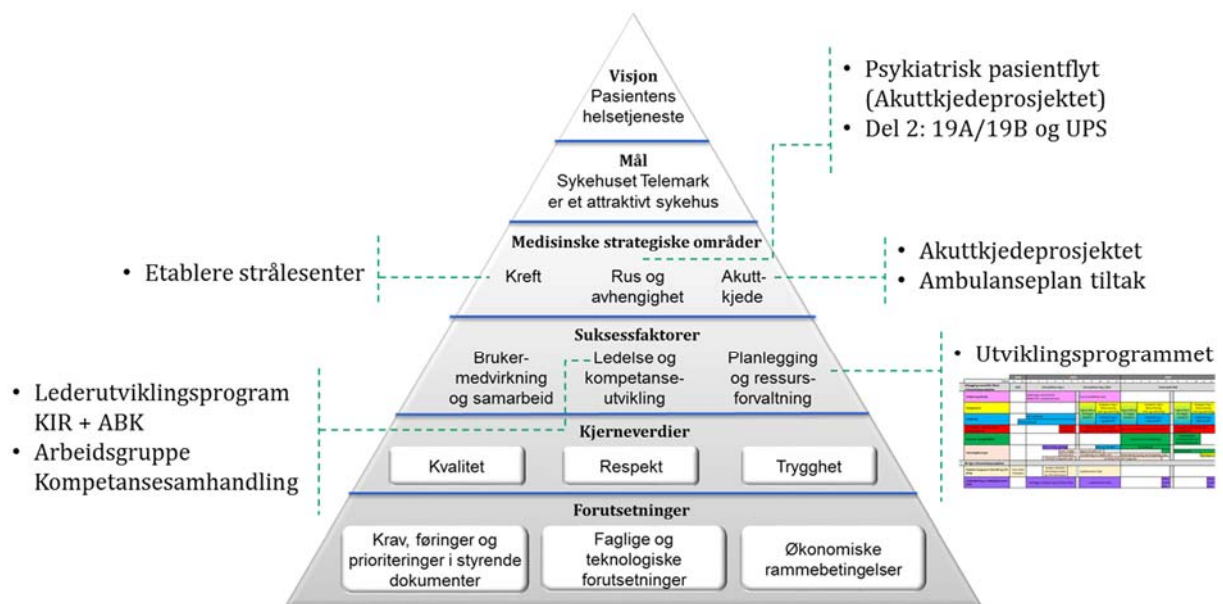 Visjon
Pasientens
helsetjeneste
Mål
Sykehuset Telemark
er et attraktivt sykehus
Medisinske strategiske områder
Kreft
Rus og
avhengighet
Akutt-
kjede
Suksessfaktorer
Bruker-
medvirkning
og samarbeid
Ledelse og
kompetanse-
utvikling
Planlegging
og ressurs-
forvaltning
Kjerneverdier
Kvalitet
Respekt
Trygghet
Forutsetninger
Krav, føringer og
prioriteringer i styrende
dokumenter
Faglige og
teknologiske
forutsetninger
Økonomiske
rammebetingelser
• Psykiatrisk pasientflyt
(Akuttkjedeprosjektet)
• Del 2: 19A/19B og UPS
• Etablere strålesenter
• Akuttkjedeprosjektet
• Ambulanseplan tiltak
• Lederutviklingsprogram
KIR + ABK
• Arbeidsgruppe
Kompetansesamhandling
• Utviklingsprogrammet